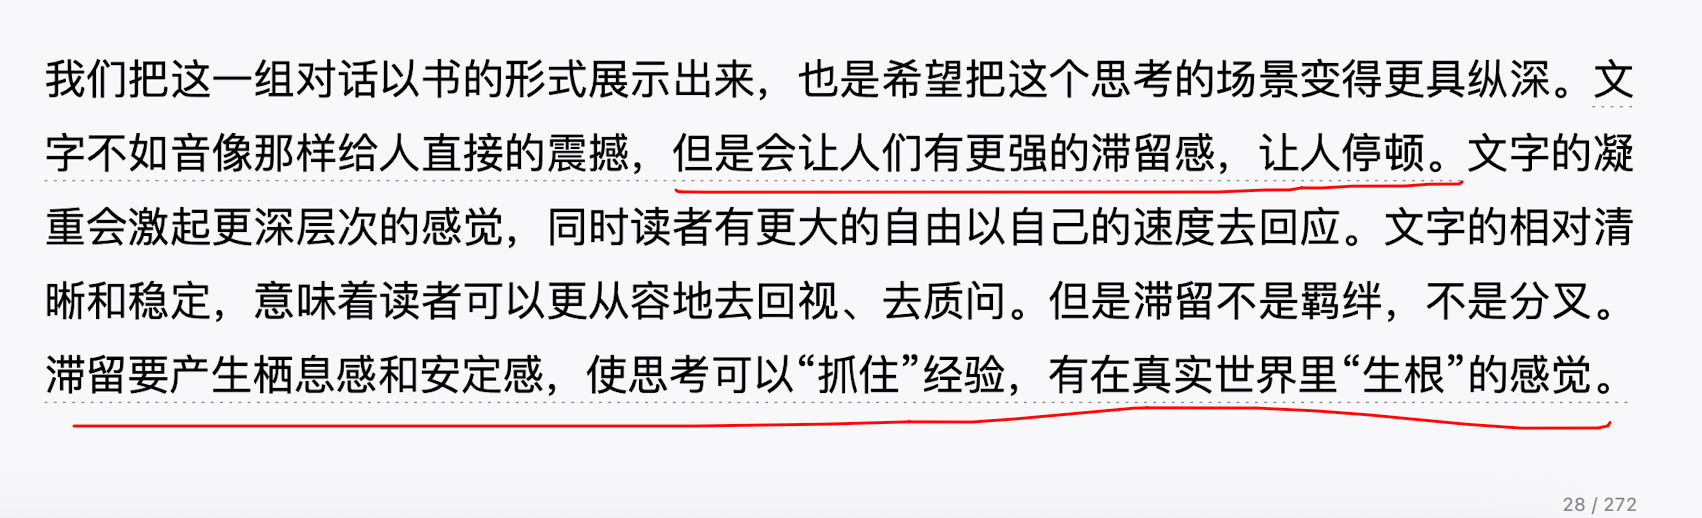 我们把这一组对话以书的形式展示出来，也是希望把这个思考的场景变得更具纵深。文
字不如音像那样给人直接的震撼，但是会让人们有更强的滞留感，让人停顿。文字的凝
重会激起更深层次的感觉，同时读者有更大的自由以自己的速度去回应。文字的相对清
晰和稳定，意味着读者可以更从容地去回视、去质问。但是滞留不是羁绊，不是分叉。
滞留要产生栖息感和安定感，使思考可以“抓住”经验，有在真实世界里“生根”的感觉。
28 / 272